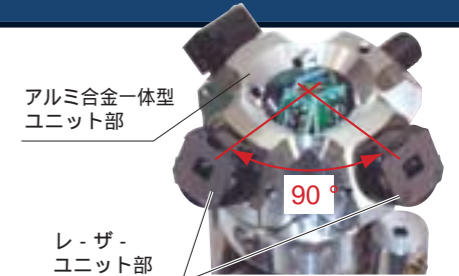 アルミ合金一体型
ユニット部
90 °
レ - ザ -
ユニット部